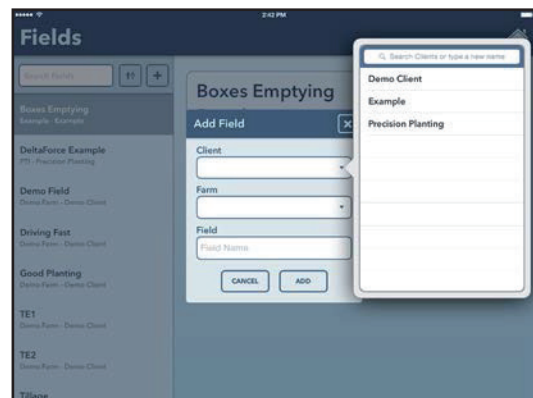 2:42 PM
Fields
Search Fields
Boxes Emptying
Example - Example
DeltaForce Example
PTI - Precision Planting
Demo Field
Demo Farm - Demo Client
Driving Fast
Demo Farm - Demo Client
Good Planting
Demo Farm - Demo Client
TE1
Demo Farm - Demo Client
TE2
Demo Farm - Demo Client
Tillage
Boxes Emptying
Add Field
Client
Farm
Field
Field Name
CANCEL
ADD
Search Clients or type a new name
Demo Client
Example
Precision Planting